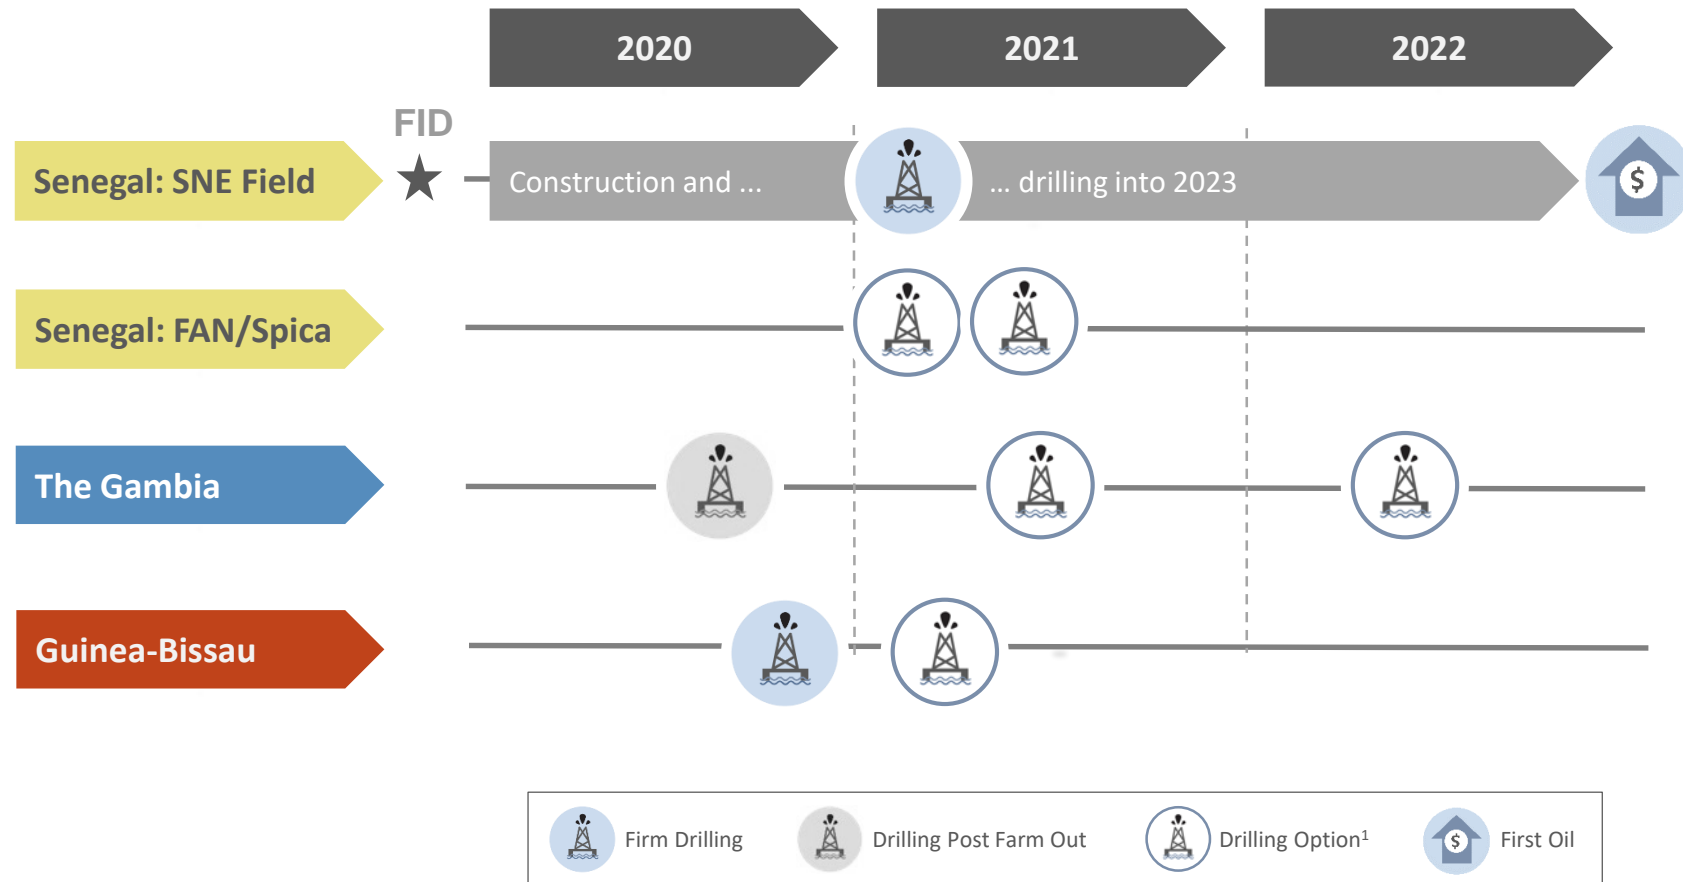 2020
2021
2022
FID
Senegal: SNE Field
Construction and ...
... drilling into 2023
$
Senegal: FAN/Spica
The Gambia
Guinea-Bissau
Firm Drilling
Drilling Post Farm Out
Drilling Option¹
$
First Oil